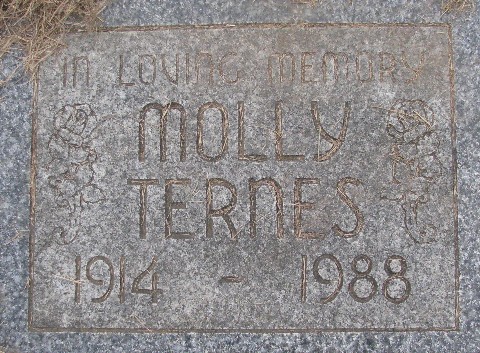 IN LOVING MEMORY
MOLLY
TERNES
1914 - 1988